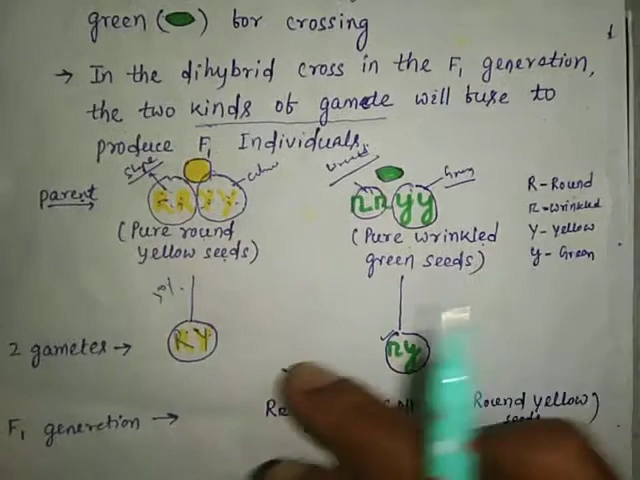 green ( ) for crossing
1
→ In the dihybrid cross in the F1 generation,
the two kinds of gamete will fuse to
produce F1 Individuals.
Shape
parent → RRYY rryy
(Pure round
yellow seeds)
(Pure wrinkled
green seeds)
R - Round
r - wrinkled
Y - Yellow
y - Green
2 gametes → RY ry
F1 generetion → Round yellow